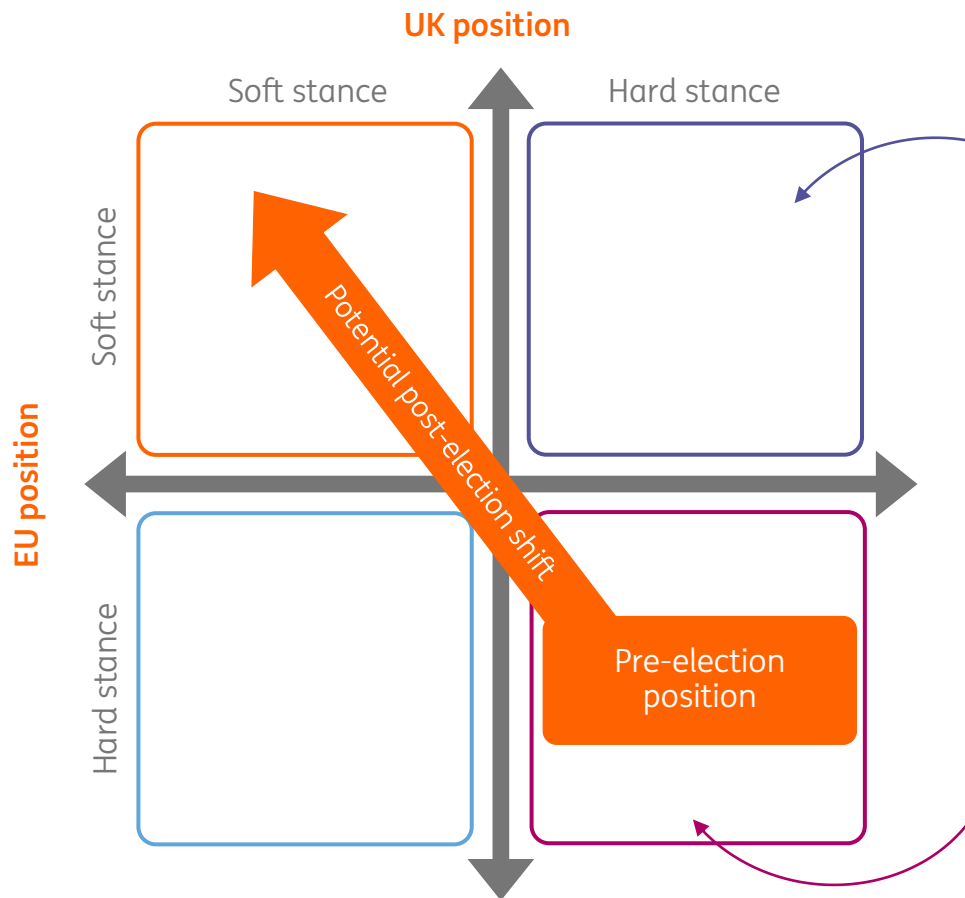 UK position
Soft stance
Hard stance
EU position
Soft stance
Hard stance
Potential post-election shift
Pre-election
position